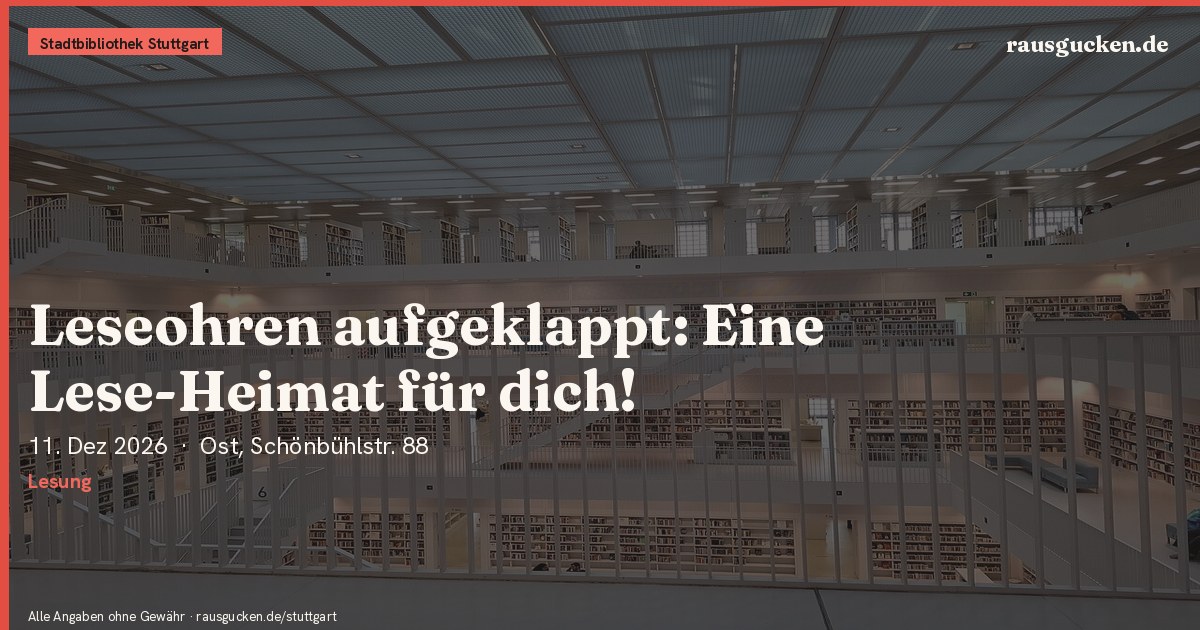 Stadtbibliothek Stuttgart
rausgucken.de
Leseohren aufgeklappt: Eine
Lese-Heimat für dich!
11. Dez 2026 · Ost, Schönbühlstr. 88
Lesung
6
Alle Angaben ohne Gewähr · rausgucken.de/stuttgart